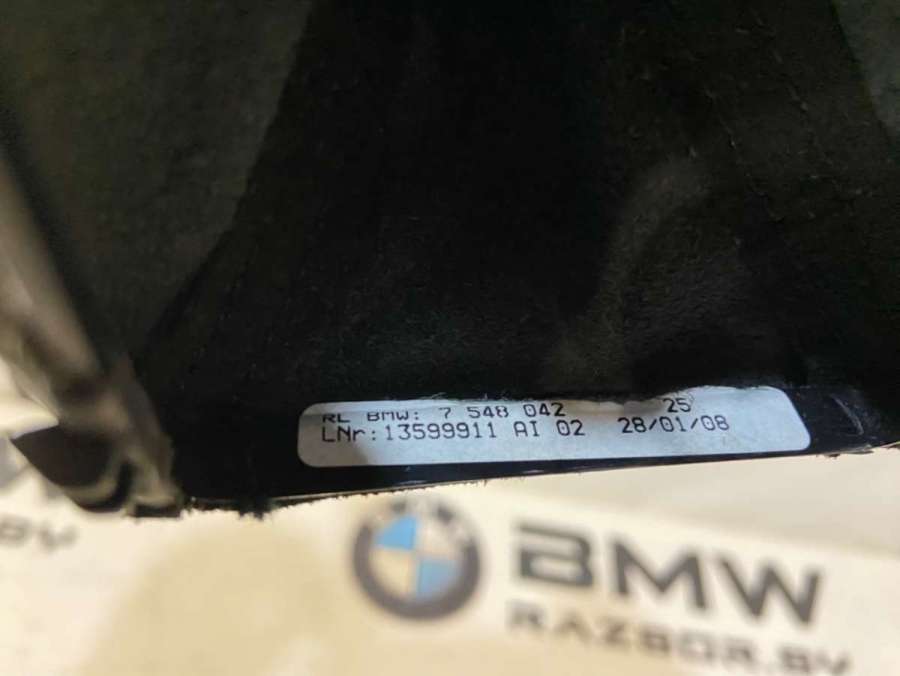 RL BMW: 7 548 042 25
LNr:13599911 AI 02 28/01/08
BMW
RAZBOR.BY